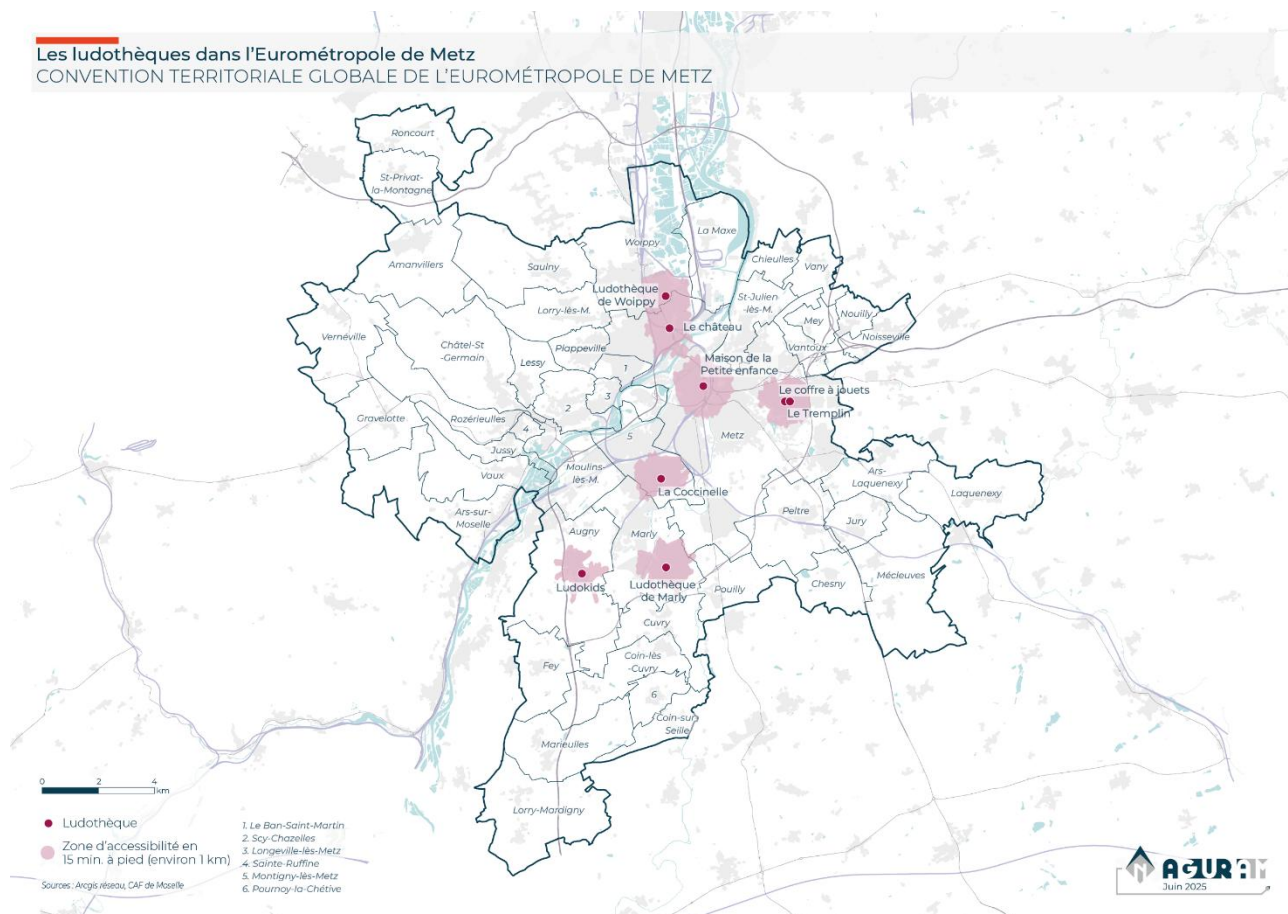 Les ludothèques dans l'Eurométropole de Metz
CONVENTION TERRITORIALE GLOBALE DE L'EUROMÉTROPOLE DE METZ
Roncourt
St-Privat-
la-Montagne
Woippy
La Maxe
Amanvillers
Saulny
Chieulles
Vany
Ludothèque
de Woippy
St-Julien
-lès-M.
Lorry-lès-M.
Mey
Nouilly
Noisseville
Le château
Vernéville
Châtel-St
-Germain
Plappeville
Vantoux
Lessy
1
Maison de la
Petite enfance
3
2
Le coffre à jouets
Le Tremplin
Gravelotte
Rozérieulles
4
5
Metz
Jussy
Vaux
Moulins
-lès-M.
La Coccinelle
Ars-
Laquenexy
Laquenexy
Ars-sur-
Moselle
Peltre
Jury
Augny
Marly
Mécleuves
Chesny
Ludokids
Ludothèque
de Marly
Pouilly
Cuvry
Fey
Coin-lès
-Cuvry
6
Coin-sur-
Seille
Marieulles
Lorry-Mardigny
0 2 4
km
Ludothèque
Zone d'accessibilité en
15 min. à pied (environ 1 km)
Sources : Arcgis réseau, CAF de Moselle
1. Le Ban-Saint-Martin
2. Scy-Chazelles
3. Longeville-lès-Metz
4. Sainte-Ruffine
5. Montigny-lès-Metz
6. Pournoy-la-Chétive
N
AGURAM
Juin 2025